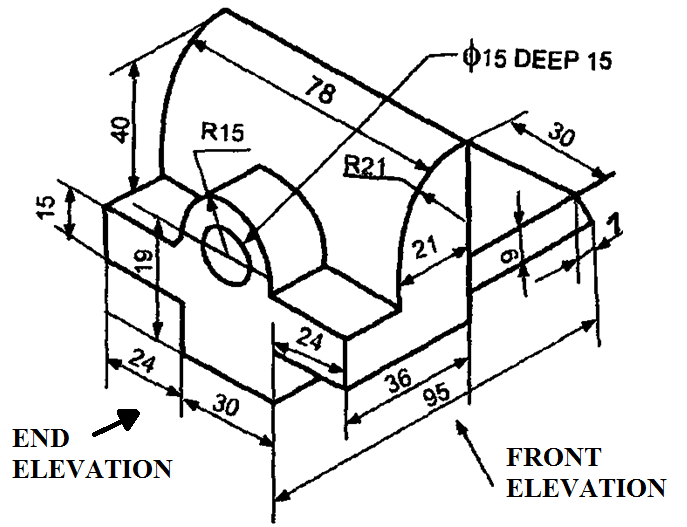 ϕ15 DEEP 15
78
30
40
R15
R21
15
21
7
19
9
24
24
36
30
95
END
ELEVATION
FRONT
ELEVATION